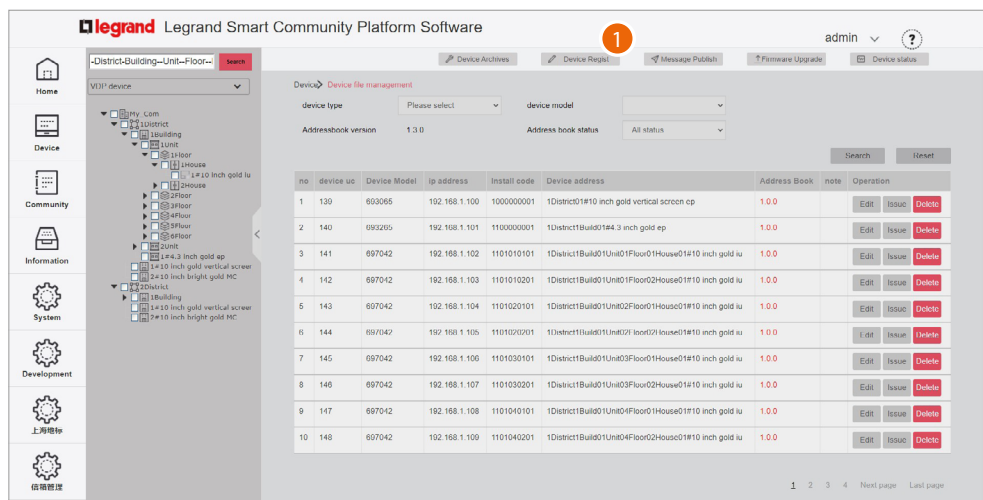 legrand Legrand Smart Community Platform Software
1
admin
?
-District-Building--Unit--Floor--
Search
Device Archives
Device Regist
Message Publish
Firmware Upgrade
Device status
Home
Device
Community
Information
System
Development
上海地标
信箱管理
VDP device
My_Com
1District
1Building
1Unit
1Floor
1House
1#10 inch gold iu
2House
2Floor
3Floor
4Floor
5Floor
6Floor
2Unit
1#4.3 inch gold ep
1#10 inch gold vertical screer
2#10 inch bright gold MC
2District
1Building
1#10 inch gold vertical screer
2#10 inch bright gold MC
Device Device file management
device type Please select device model
Addressbook version 1.3.0 Address book status All status
Search Reset
no device uc Device Model ip address Install code Device address Address Book note Operation
1 139 693065 192.168.1.100 1000000001 1District01#10 inch gold vertical screen ep 1.0.0 Edit Issue Delete
2 140 693265 192.168.1.101 1100000001 1District1Build01#4.3 inch gold ep 1.0.0 Edit Issue Delete
3 141 697042 192.168.1.102 1101010101 1District1Build01Unit01Floor01House01#10 inch gold iu 1.0.0 Edit Issue Delete
4 142 697042 192.168.1.103 1101010201 1District1Build01Unit01Floor02House01#10 inch gold iu 1.0.0 Edit Issue Delete
5 143 697042 192.168.1.104 1101020101 1District1Build01Unit02Floor01House01#10 inch gold iu 1.0.0 Edit Issue Delete
6 144 697042 192.168.1.105 1101020201 1District1Build01Unit02Floor02House01#10 inch gold iu 1.0.0 Edit Issue Delete
7 145 697042 192.168.1.106 1101030101 1District1Build01Unit03Floor01House01#10 inch gold iu 1.0.0 Edit Issue Delete
8 146 697042 192.168.1.107 1101030201 1District1Build01Unit03Floor02House01#10 inch gold iu 1.0.0 Edit Issue Delete
9 147 697042 192.168.1.108 1101040101 1District1Build01Unit04Floor01House01#10 inch gold iu 1.0.0 Edit Issue Delete
10 148 697042 192.168.1.109 1101040201 1District1Build01Unit04Floor02House01#10 inch gold iu 1.0.0 Edit Issue Delete
1 2 3 4 Next page Last page